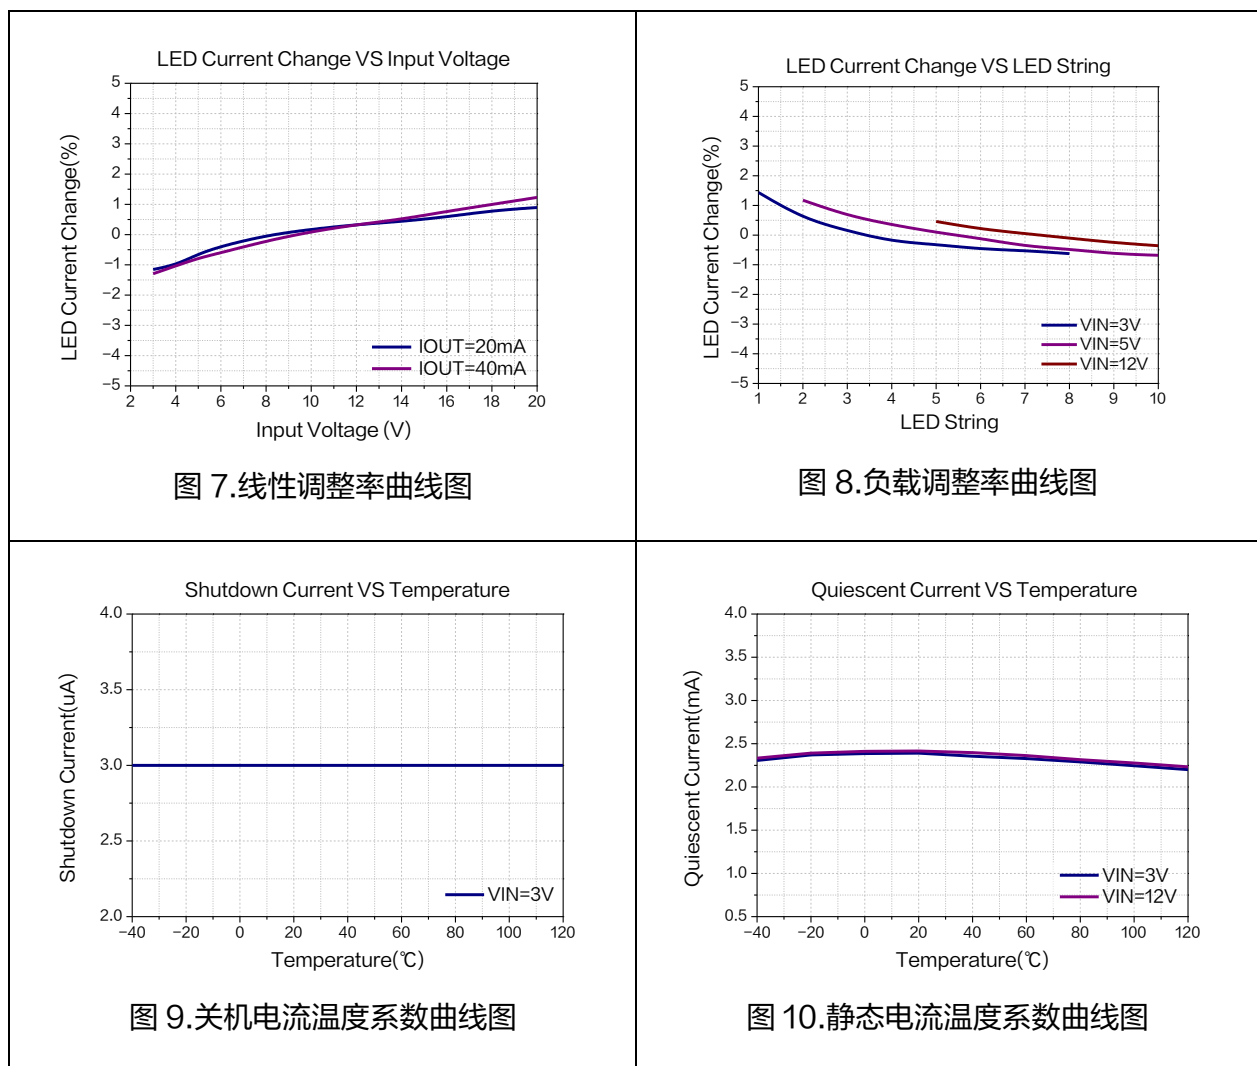 LED Current Change VS Input Voltage
5
4
3
2
1
0
−1
−2
−3
−4
−5
LED Current Change(%)
IOUT=20mA
IOUT=40mA
2 4 6 8 10 12 14 16 18 20
Input Voltage (V)
图 7.线性调整率曲线图
LED Current Change VS LED String
5
4
3
2
1
0
−1
−2
−3
−4
−5
LED Current Change(%)
VIN=3V
VIN=5V
VIN=12V
1 2 3 4 5 6 7 8 9 10
LED String
图 8.负载调整率曲线图
Shutdown Current VS Temperature
4.0
3.5
3.0
2.5
2.0
Shutdown Current(uA)
VIN=3V
−40 −20 0 20 40 60 80 100 120
Temperature(℃)
图 9.关机电流温度系数曲线图
Quiescent Current VS Temperature
4.0
3.5
3.0
2.5
2.0
1.5
1.0
0.5
Quiescent Current(mA)
VIN=3V
VIN=12V
−40 −20 0 20 40 60 80 100 120
Temperature(℃)
图 10.静态电流温度系数曲线图